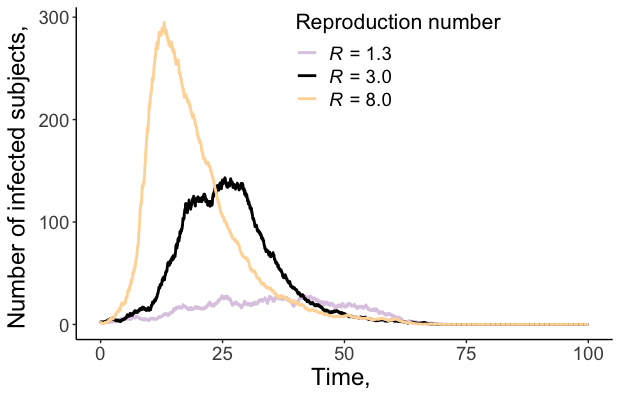 Number of infected subjects,
300
200
100
0
Reproduction number
R = 1.3
R = 3.0
R = 8.0
0 25 50 75 100
Time,